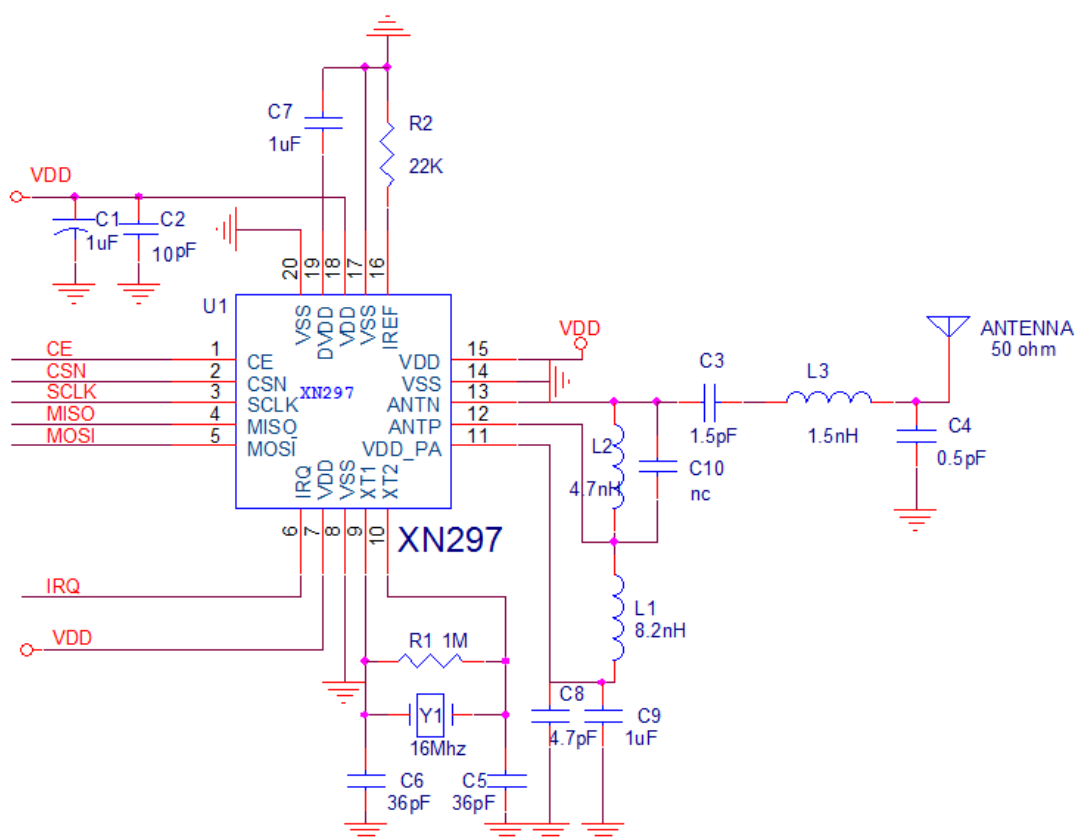 C7
1uF
R2
22K
VDD
C1
1uF
C2
10pF
20
19
18
17
16
U1
VSS
DVDD
VDD
VSS
IREF
XN297
CE
CSN
SCLK
MISO
MOSI
1
2
3
4
5
CE
CSN
SCLK
MISO
MOSI
VDD
VSS
ANTN
ANTP
VDD_PA
15
14
13
12
11
VDD
IRQ
VDD
VSS
XT1
XT2
6
7
8
9
10
XN297
C3
1.5pF
L3
1.5nH
ANTENNA
50 ohm
C4
0.5pF
L2
4.7nH
C10
nc
L1
8.2nH
IRQ
VDD
R1 1M
Y1
16Mhz
C6
36pF
C5
36pF
C8
4.7pF
C9
1uF